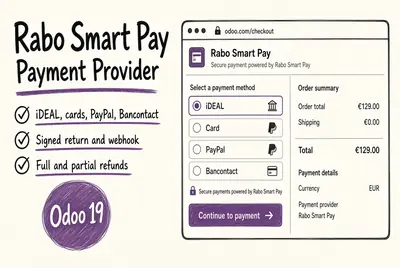 Rabo Smart Pay
Payment Provider
iDEAL, cards, PayPal, Bancontact
Signed return and webhook
Full and partial refunds
Odoo 19
odoo.com/checkout
Rabo Smart Pay
Secure payment powered by Rabo Smart Pay
Select a payment method
iDEAL
Card
PayPal
Bancontact
Secure payments powered by Rabo Smart Pay
Continue to payment →
Order summary
Order total €129.00
Shipping €0.00
Total €129.00
Payment details
Currency EUR
Payment provider
Rabo Smart Pay